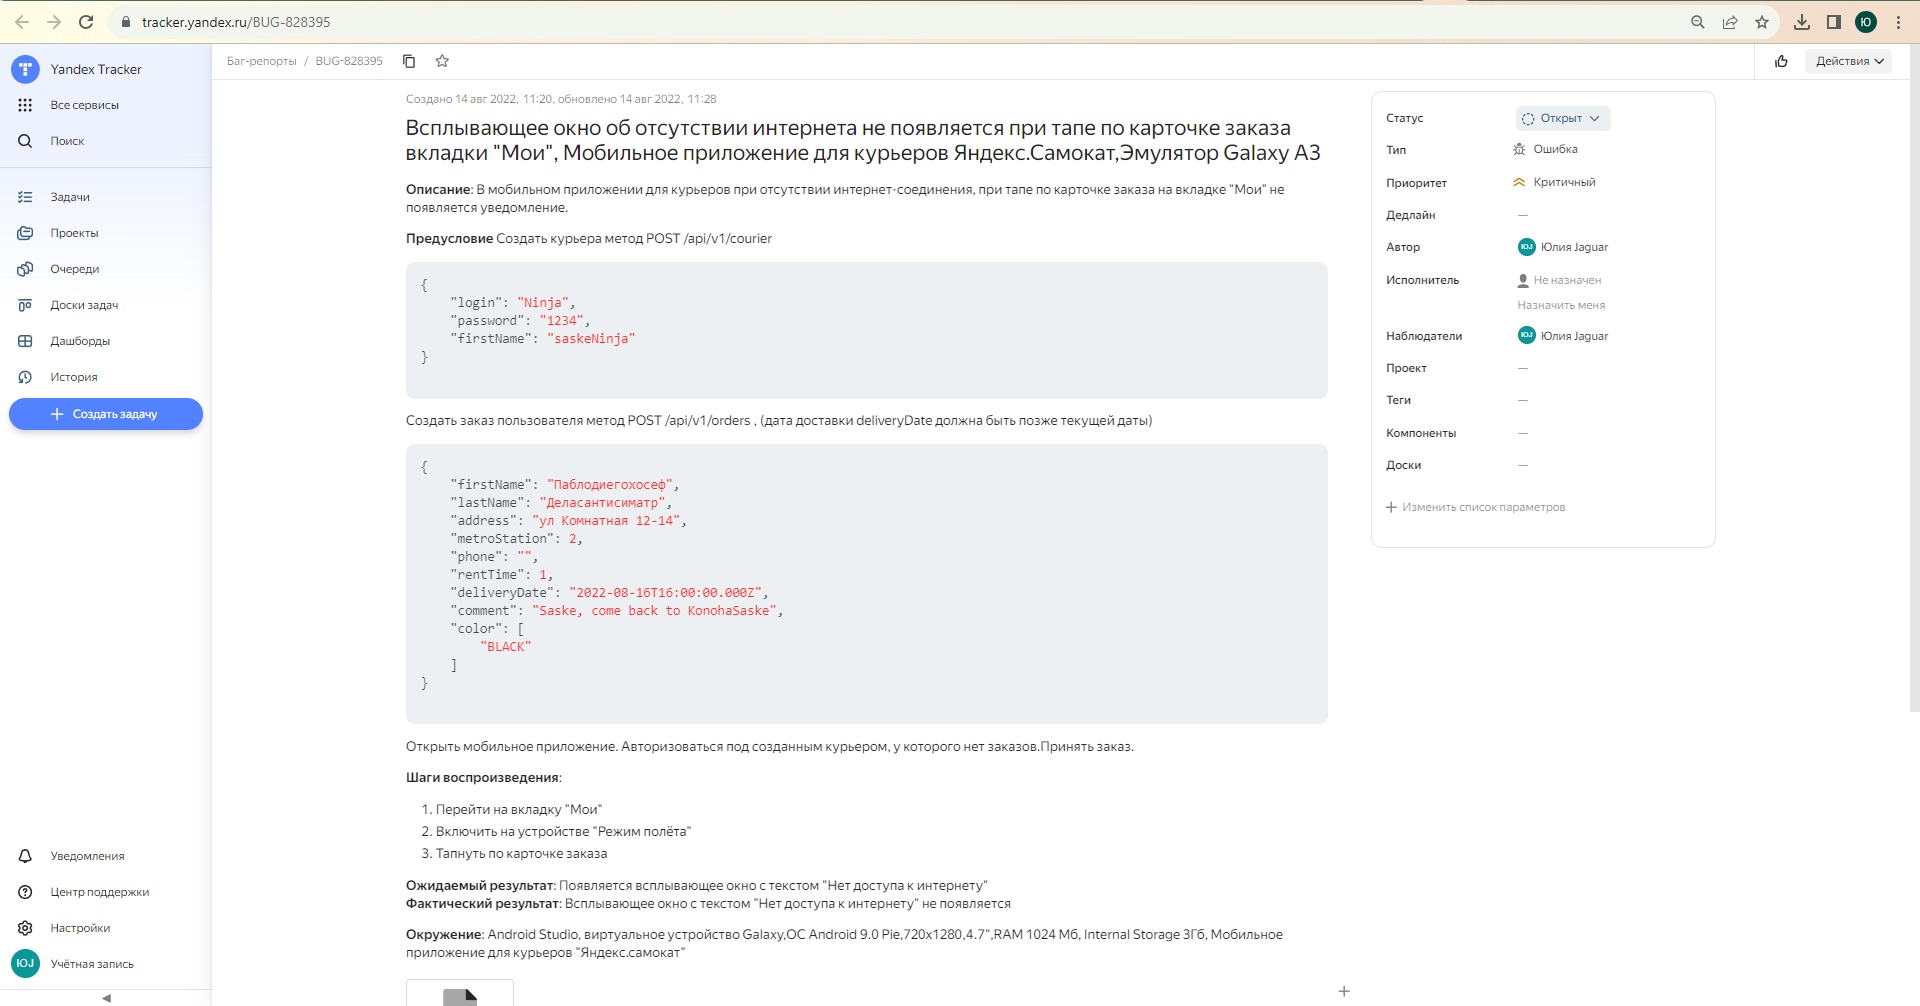 tracker.yandex.ru/BUG-828395
Ю
Yandex Tracker
Все сервисы
Поиск
Задачи
Проекты
Очереди
Доски задач
Дашборды
История
Создать задачу
Уведомления
Центр поддержки
Настройки
ЮJ Учётная запись
Баг-репорты / BUG-828395
Действия
Создано 14 авг 2022, 11:20, обновлено 14 авг 2022, 11:28
Всплывающее окно об отсутствии интернета не появляется при тапе по карточке заказа
вкладки "Мои", Мобильное приложение для курьеров Яндекс.Самокат,Эмулятор Galaxy A3
Описание: В мобильном приложении для курьеров при отсутствии интернет-соединения, при тапе по карточке заказа на вкладке "Мои" не
появляется уведомление.
Предусловие Создать курьера метод POST /api/v1/courier
{
"login": "Ninja",
"password": "1234",
"firstName": "saskeNinja"
}
Создать заказ пользователя метод POST /api/v1/orders , (дата доставки deliveryDate должна быть позже текущей даты)
{
"firstName": "Паблодиегохосеф",
"lastName": "Деласантисиматр",
"address": "ул Комнатная 12-14",
"metroStation": 2,
"phone": "",
"rentTime": 1,
"deliveryDate": "2022-08-16T16:00:00.000Z",
"comment": "Saske, come back to KonohaSaske",
"color": [
"BLACK"
]
}
Открыть мобильное приложение. Авторизоваться под созданным курьером, у которого нет заказов.Принять заказ.
Шаги воспроизведения:
1. Перейти на вкладку "Мои"
2. Включить на устройстве "Режим полёта"
3. Тапнуть по карточке заказа
Ожидаемый результат: Появляется всплывающее окно с текстом "Нет доступа к интернету"
Фактический результат: Всплывающее окно с текстом "Нет доступа к интернету" не появляется
Окружение: Android Studio, виртуальное устройство Galaxy,ОС Android 9.0 Pie,720x1280,4.7",RAM 1024 Мб, Internal Storage 3Гб, Мобильное
приложение для курьеров "Яндекс.самокат"
Статус Открыт
Тип Ошибка
Приоритет Критичный
Дедлайн —
Автор ЮJ Юлия Jaguar
Исполнитель Не назначен
Назначить меня
Наблюдатели ЮJ Юлия Jaguar
Проект —
Теги —
Компоненты —
Доски —
Изменить список параметров